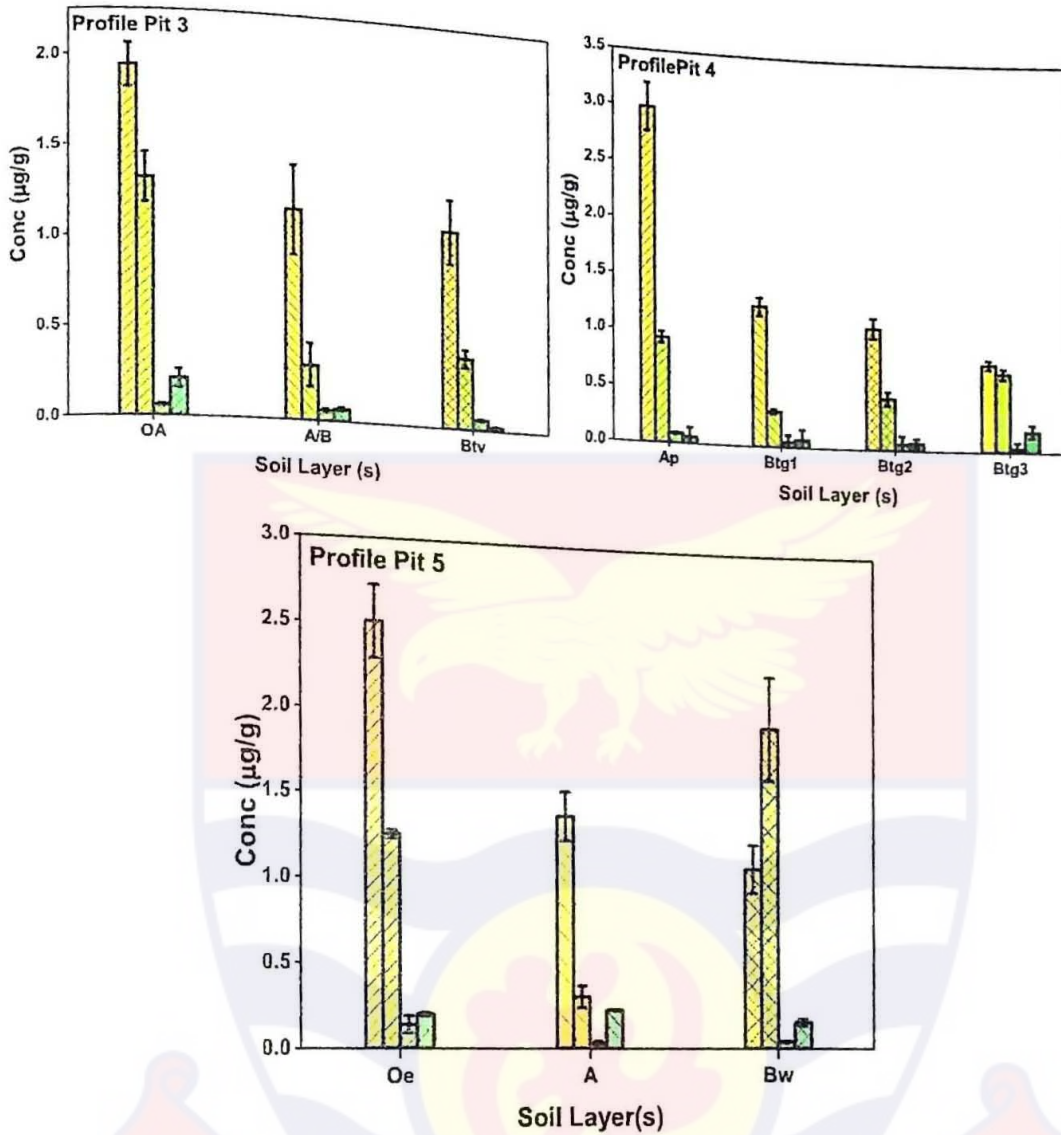 Profile Pit 3
Conc (µg/g)
2.0
1.5
1.0
0.5
0.0
OA A/B Btv
Soil Layer (s)
ProfilePit 4
Conc (µg/g)
3.5
3.0
2.5
2.0
1.5
1.0
0.5
0.0
Ap Btg1 Btg2 Btg3
Soil Layer (s)
Profile Pit 5
Conc (µg/g)
3.0
2.5
2.0
1.5
1.0
0.5
0.0
Oe A Bw
Soil Layer(s)